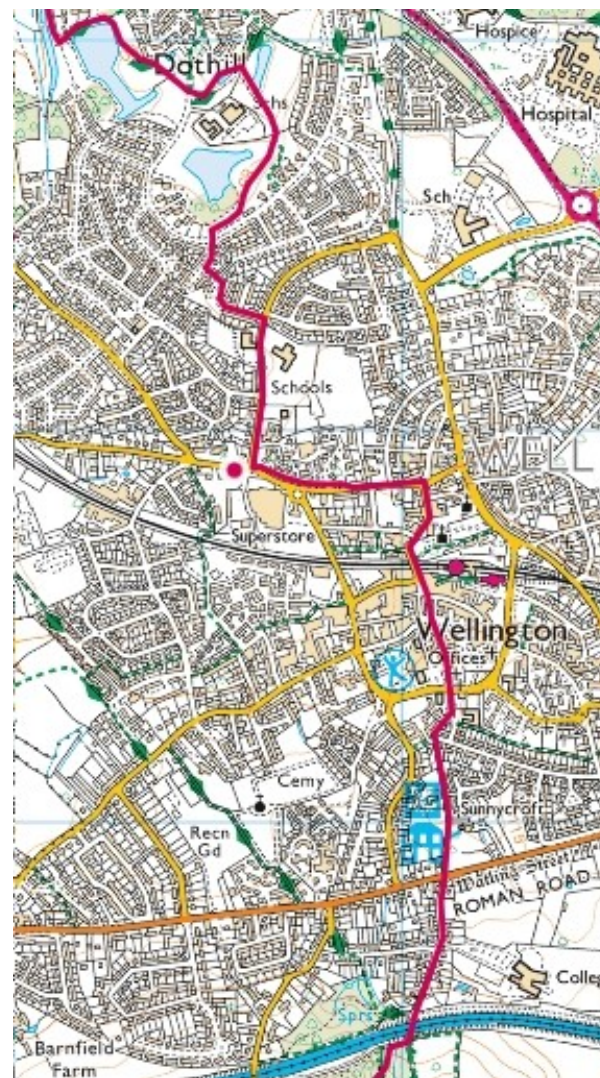 Hospice
Dothill
Hospital
Schs
Sch
Schools
WELL
Superstore
Wellington
Offices
Cemy
Sunnycroft
Recn
Gd
Watling Street
ROMAN ROAD
Colle
Sprs
Barnfield
Farm